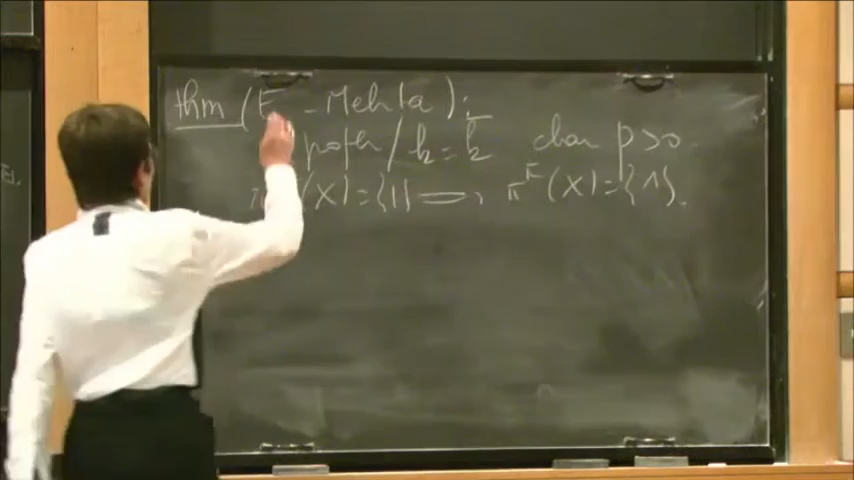 thm (E - Mehta):
proper / k = k̄ char p > 0.
(X) = {1} ⟹ π^F (X) = {1}.